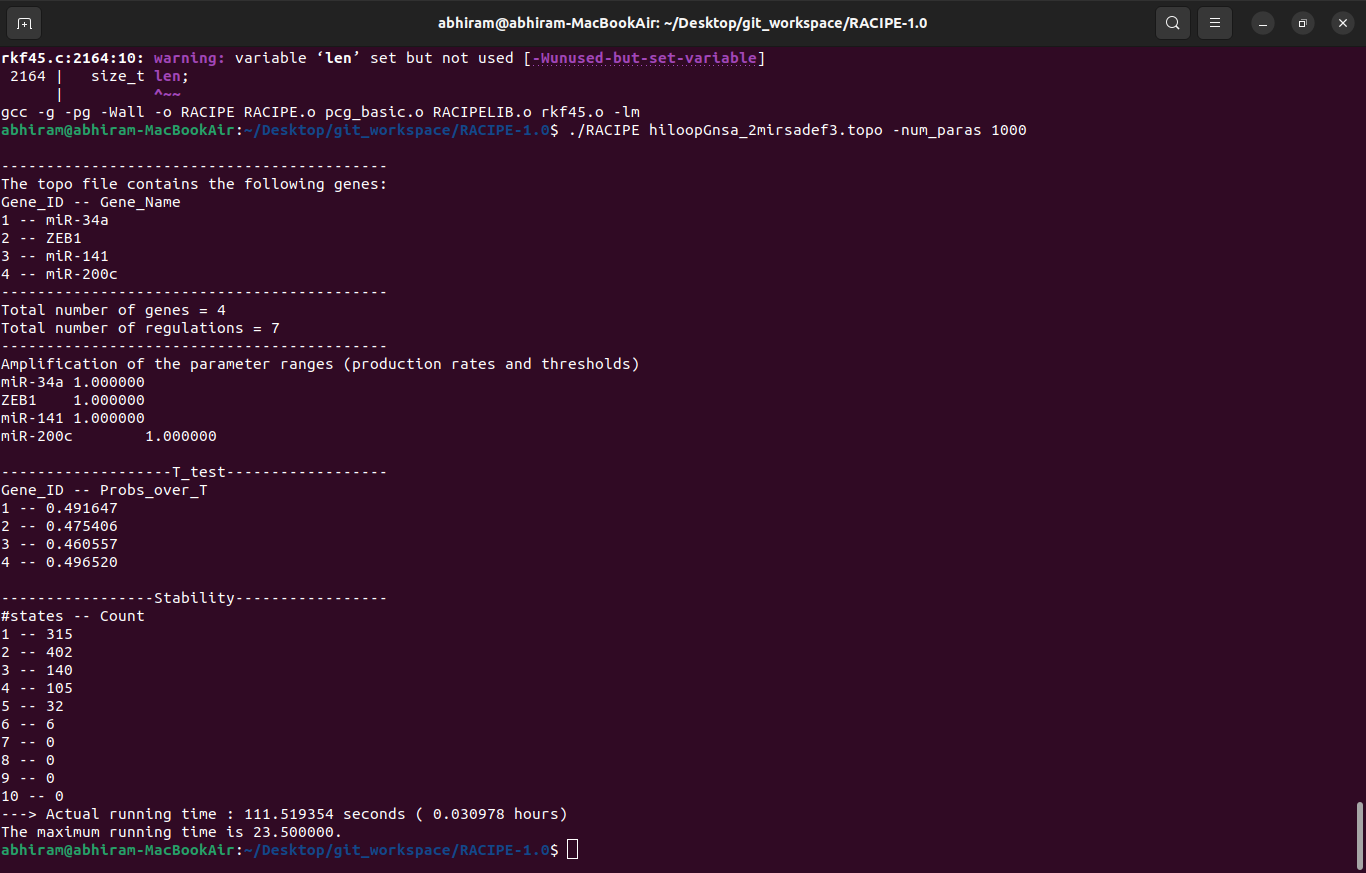 abhiram@abhiram-MacBookAir: ~/Desktop/git_workspace/RACIPE-1.0
rkf45.c:2164:10: warning: variable ‘len’ set but not used [-Wunused-but-set-variable]
 2164 |   size_t len;
      |          ^~~
gcc -g -pg -Wall -o RACIPE RACIPE.o pcg_basic.o RACIPELIB.o rkf45.o -lm
abhiram@abhiram-MacBookAir:~/Desktop/git_workspace/RACIPE-1.0$ ./RACIPE hiloopGnsa_2mirsadef3.topo -num_paras 1000
-------------------------------------------
The topo file contains the following genes:
Gene_ID -- Gene_Name
1 -- miR-34a
2 -- ZEB1
3 -- miR-141
4 -- miR-200c
-------------------------------------------
Total number of genes = 4
Total number of regulations = 7
-------------------------------------------
Amplification of the parameter ranges (production rates and thresholds)
miR-34a 1.000000
ZEB1    1.000000
miR-141 1.000000
miR-200c        1.000000
-------------------T_test------------------
Gene_ID -- Probs_over_T
1 -- 0.491647
2 -- 0.475406
3 -- 0.460557
4 -- 0.496520
-----------------Stability-----------------
#states -- Count
1 -- 315
2 -- 402
3 -- 140
4 -- 105
5 -- 32
6 -- 6
7 -- 0
8 -- 0
9 -- 0
10 -- 0
---> Actual running time : 111.519354 seconds ( 0.030978 hours)
The maximum running time is 23.500000.
abhiram@abhiram-MacBookAir:~/Desktop/git_workspace/RACIPE-1.0$